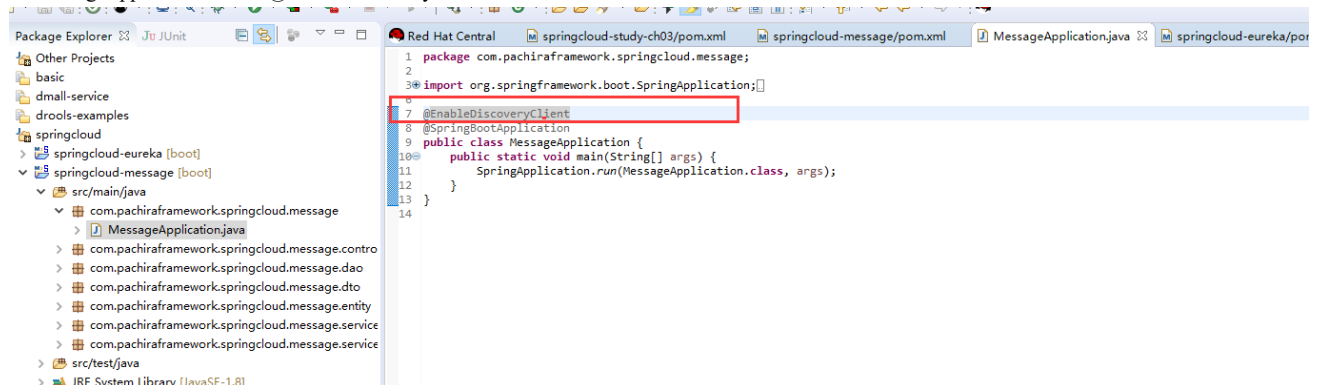 Package Explorer JUnit
Other Projects
basic
dmall-service
drools-examples
springcloud
springcloud-eureka [boot]
springcloud-message [boot]
src/main/java
com.pachiraframework.springcloud.message
MessageApplication.java
com.pachiraframework.springcloud.message.contro
com.pachiraframework.springcloud.message.dao
com.pachiraframework.springcloud.message.dto
com.pachiraframework.springcloud.message.entity
com.pachiraframework.springcloud.message.service
com.pachiraframework.springcloud.message.service
src/test/java
JRE System Library [JavaSE-1.8]
Red Hat Central springcloud-study-ch03/pom.xml springcloud-message/pom.xml MessageApplication.java springcloud-eureka/por
1 package com.pachiraframework.springcloud.message;
2
3 import org.springframework.boot.SpringApplication;
6
7 @EnableDiscoveryClient
8 @SpringBootApplication
9 public class MessageApplication {
10 public static void main(String[] args) {
11 SpringApplication.run(MessageApplication.class, args);
12 }
13 }
14